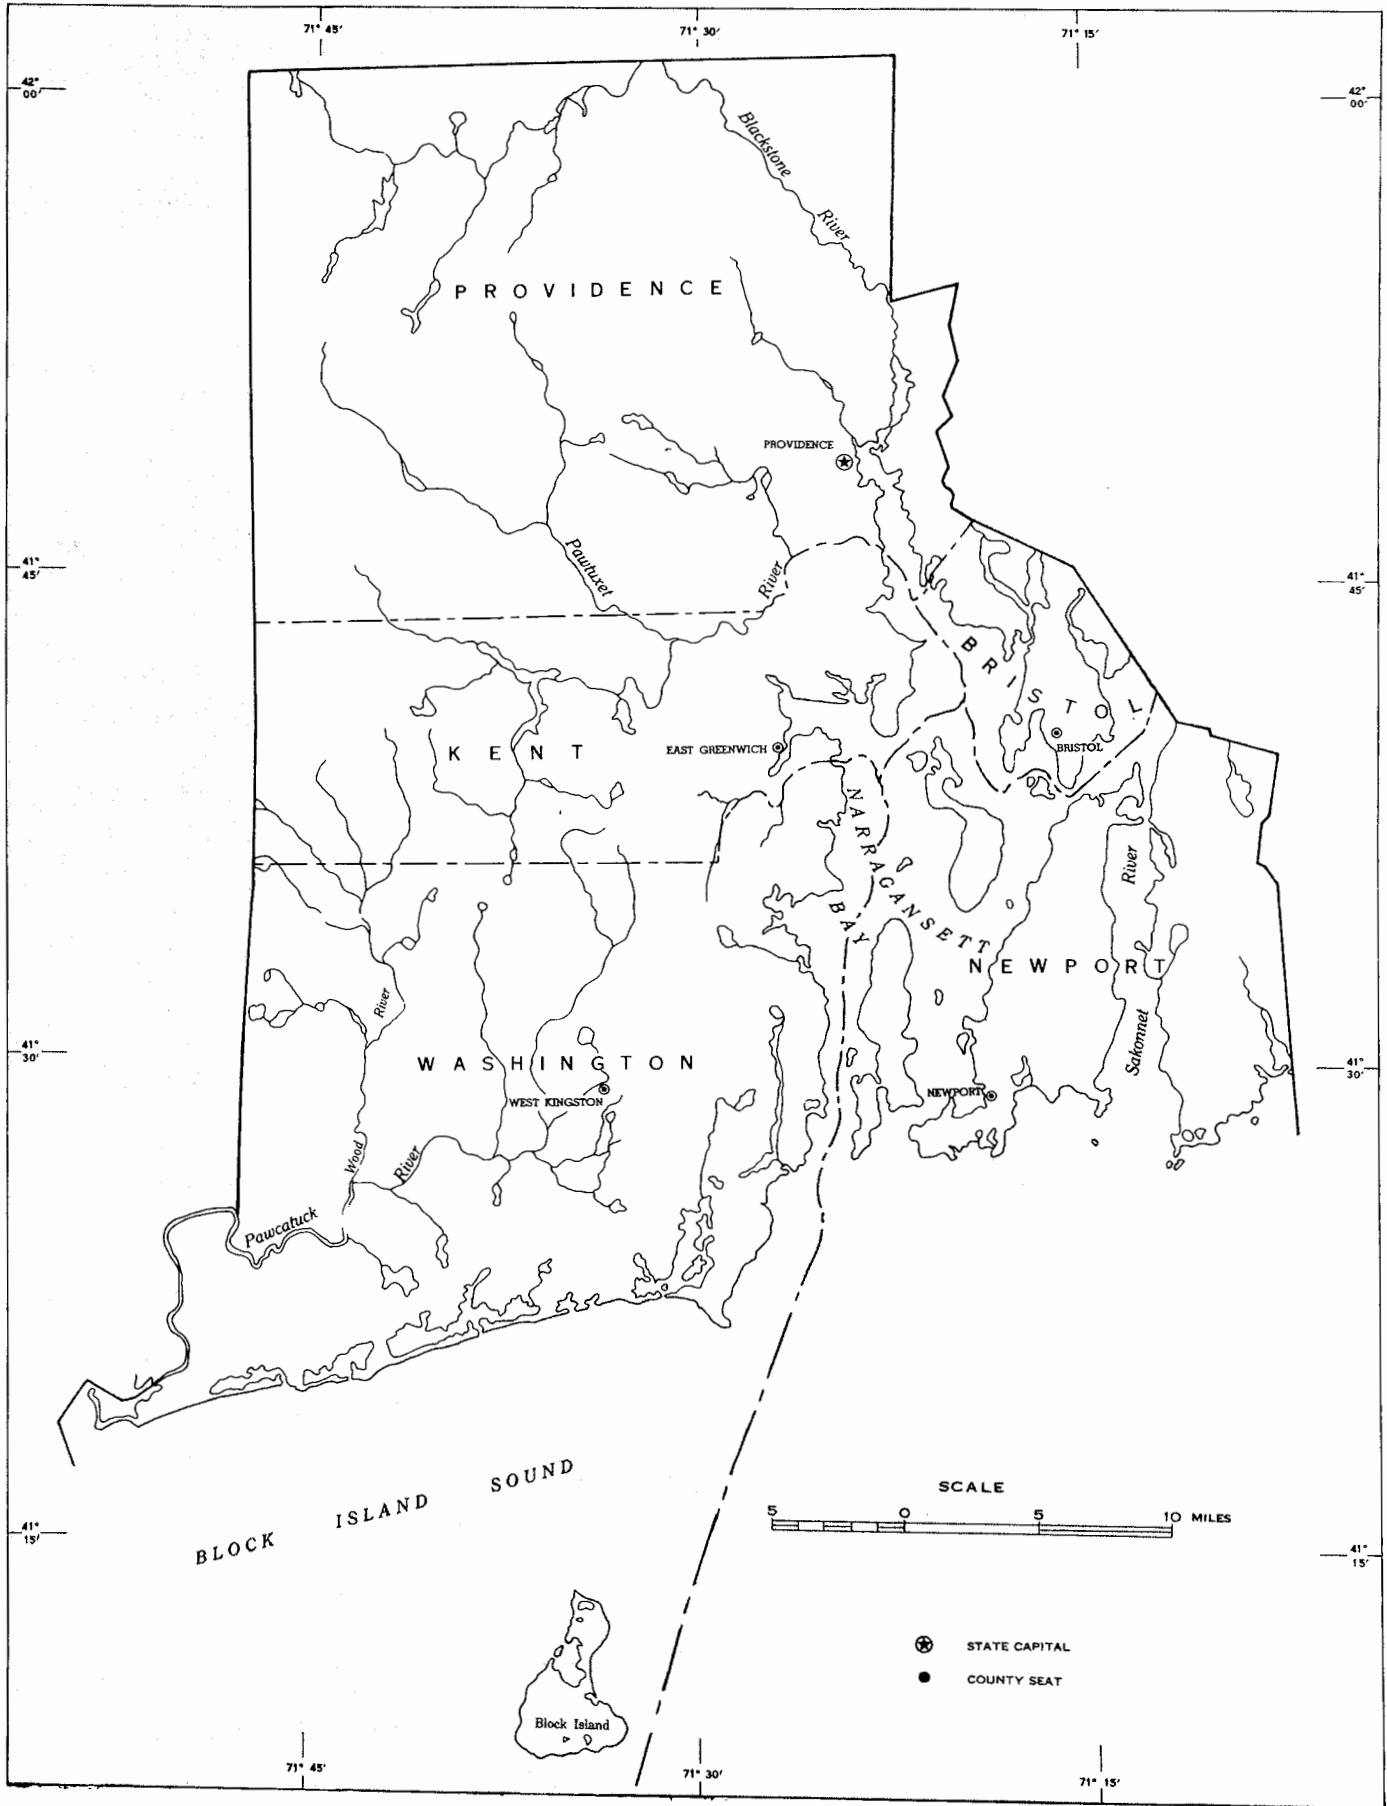 71° 45′
71° 30′
71° 15′
42° 00′
42° 00′
Blackstone River
PROVIDENCE
PROVIDENCE
41° 45′
41° 45′
Pawtuxet River
BRISTOL
BRISTOL
KENT
EAST GREENWICH
NARRAGANSETT BAY
River
NEWPORT
River
Sakonnet
41° 30′
41° 30′
WASHINGTON
WEST KINGSTON
NEWPORT
Wood
River
Pawcatuck
BLOCK ISLAND SOUND
SCALE
5 0 5 10 MILES
41° 15′
41° 15′
STATE CAPITAL
COUNTY SEAT
Block Island
71° 45′
71° 30′
71° 15′